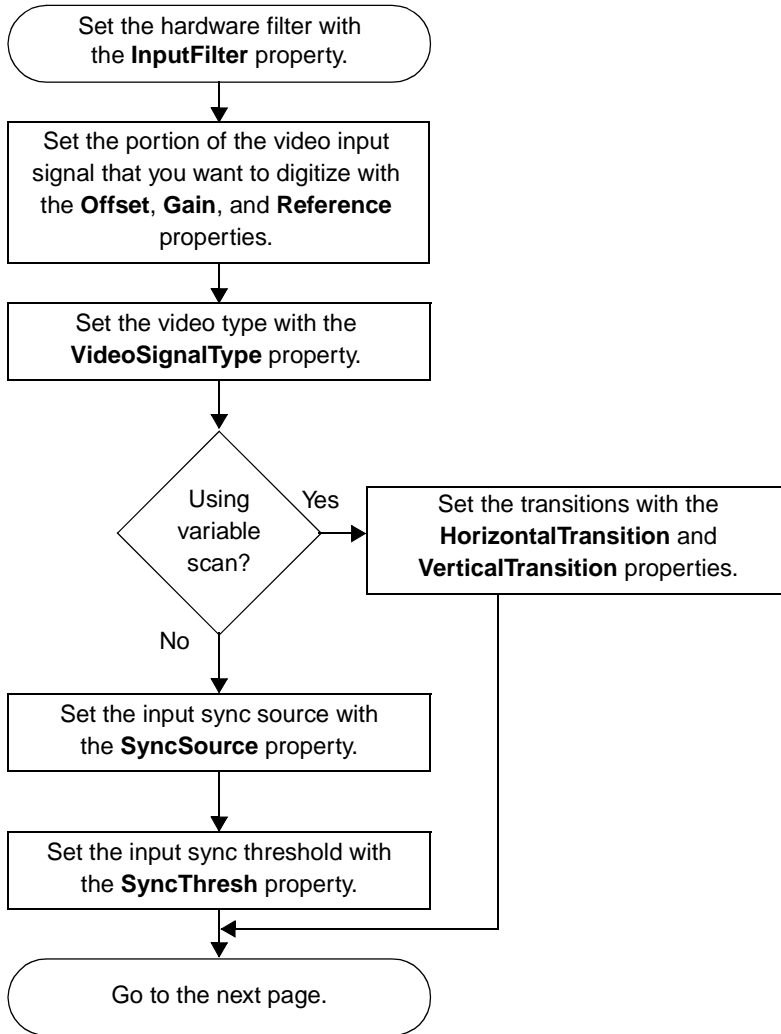 Set the hardware filter with
the InputFilter property.
Set the portion of the video input
signal that you want to digitize with
the Offset, Gain, and Reference
properties.
Set the video type with the
VideoSignalType property.
Using
variable
scan?
Yes
Set the transitions with the
HorizontalTransition and
VerticalTransition properties.
No
Set the input sync source with
the SyncSource property.
Set the input sync threshold with
the SyncThresh property.
Go to the next page.